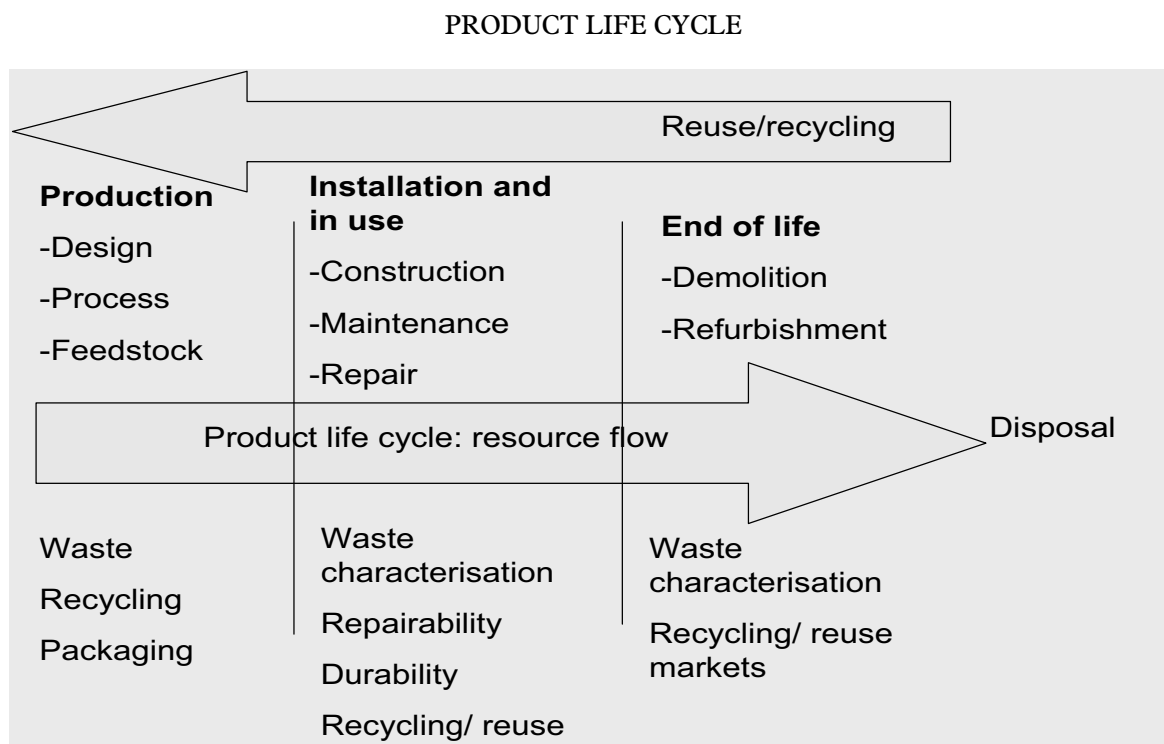 PRODUCT LIFE CYCLE
Reuse/recycling
Production
-Design
-Process
-Feedstock
Installation and
in use
-Construction
-Maintenance
-Repair
End of life
-Demolition
-Refurbishment
Product life cycle: resource flow
Disposal
Waste
Recycling
Packaging
Waste
characterisation
Repairability
Durability
Recycling/ reuse
Waste
characterisation
Recycling/ reuse
markets